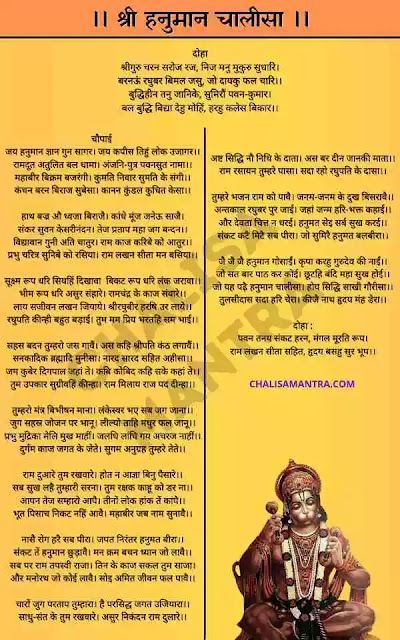 ।। श्री हनुमान चालीसा ।।
दोहा
श्रीगुरु चरन सरोज रज, निज मनु मुकुरु सुधारि।
बरनऊं रघुबर बिमल जसु, जो दायकु फल चारि।।
बुद्धिहीन तनु जानिके, सुमिरौं पवन-कुमार।
बल बुद्धि बिद्या देहु मोहिं, हरहु कलेस बिकार।।
चौपाई
जय हनुमान ज्ञान गुन सागर। जय कपीस तिहुं लोक उजागर।।
रामदूत अतुलित बल धामा। अंजनि-पुत्र पवनसुत नामा।।
महाबीर बिक्रम बजरंगी। कुमति निवार सुमति के संगी।।
कंचन बरन बिराज सुबेसा। कानन कुंडल कुंचित केसा।।
हाथ बज्र औ ध्वजा बिराजै। कांधे मूंज जनेऊ साजै।
संकर सुवन केसरीनंदन। तेज प्रताप महा जग बन्दन।।
विद्यावान गुनी अति चातुर। राम काज करिबे को आतुर।।
प्रभु चरित्र सुनिबे को रसिया। राम लखन सीता मन बसिया।।
सूक्ष्म रूप धरि सियहिं दिखावा। बिकट रूप धरि लंक जरावा।।
भीम रूप धरि असुर संहारे। रामचंद्र के काज संवारे।।
लाय सजीवन लखन जियाये। श्रीरघुबीर हरषि उर लाये।।
रघुपति कीन्ही बहुत बड़ाई। तुम मम प्रिय भरतहि सम भाई।।
सहस बदन तुम्हरो जस गावैं। अस कहि श्रीपति कंठ लगावैं।।
सनकादिक ब्रह्मादि मुनीसा। नारद सारद सहित अहीसा।।
जम कुबेर दिगपाल जहां ते। कबि कोबिद कहि सके कहां ते।।
तुम उपकार सुग्रीवहिं कीन्हा। राम मिलाय राज पद दीन्हा।।
तुम्हरो मंत्र बिभीषन माना। लंकेस्वर भए सब जग जाना।।
जुग सहस्र जोजन पर भानू। लील्यो ताहि मधुर फल जानू।।
प्रभु मुद्रिका मेलि मुख माहीं। जलधि लांघि गये अचरज नाहीं।।
दुर्गम काज जगत के जेते। सुगम अनुग्रह तुम्हरे तेते।।
राम दुआरे तुम रखवारे। होत न आज्ञा बिनु पैसारे।।
सब सुख लहै तुम्हारी सरना। तुम रक्षक काहू को डर ना।।
आपन तेज सम्हारो आपै। तीनों लोक हांक तें कांपै।।
भूत पिसाच निकट नहिं आवै। महाबीर जब नाम सुनावै।।
नासै रोग हरै सब पीरा। जपत निरंतर हनुमत बीरा।।
संकट तें हनुमान छुड़ावै। मन क्रम बचन ध्यान जो लावै।।
सब पर राम तपस्वी राजा। तिन के काज सकल तुम साजा।
और मनोरथ जो कोई लावै। सोइ अमित जीवन फल पावै।।
चारों जुग परताप तुम्हारा। है परसिद्ध जगत उजियारा।।
साधु-संत के तुम रखवारे। असुर निकंदन राम दुलारे।।
अष्ट सिद्धि नौ निधि के दाता। अस बर दीन जानकी माता।।
राम रसायन तुम्हरे पासा। सदा रहो रघुपति के दासा।।
तुम्हरे भजन राम को पावै। जनम-जनम के दुख बिसरावै।।
अन्तकाल रघुबर पुर जाई। जहां जन्म हरि-भक्त कहाई।।
और देवता चित्त न धरई। हनुमत सेइ सर्ब सुख करई।।
संकट कटै मिटै सब पीरा। जो सुमिरै हनुमत बलबीरा।।
जै जै जै हनुमान गोसाईं। कृपा करहु गुरुदेव की नाईं।।
जो सत बार पाठ कर कोई। छूटहि बंदि महा सुख होई।।
जो यह पढ़ै हनुमान चालीसा। होय सिद्धि साखी गौरीसा।।
तुलसीदास सदा हरि चेरा। कीजै नाथ हृदय मंह डेरा।।
दोहा :
पवन तनय संकट हरन, मंगल मूरति रूप।
राम लखन सीता सहित, हृदय बसहु सुर भूप।।
CHALISAMANTRA.COM
CHALISA MANTRA